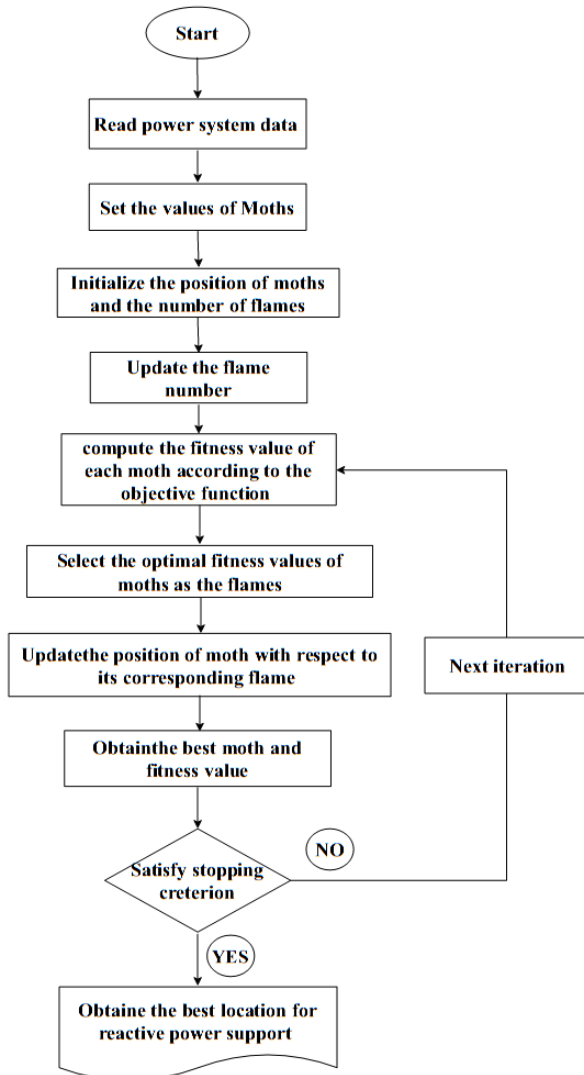 Start
Read power system data
Set the values of Moths
Initialize the position of moths
and the number of flames
Update the flame
number
compute the fitness value of
each moth according to the
objective function
Select the optimal fitness values of
moths as the flames
Updatethe position of moth with respect to
its corresponding flame
Next iteration
Obtainthe best moth and
fitness value
NO
Satisfy stopping
creterion
YES
Obtaine the best location for
reactive power support